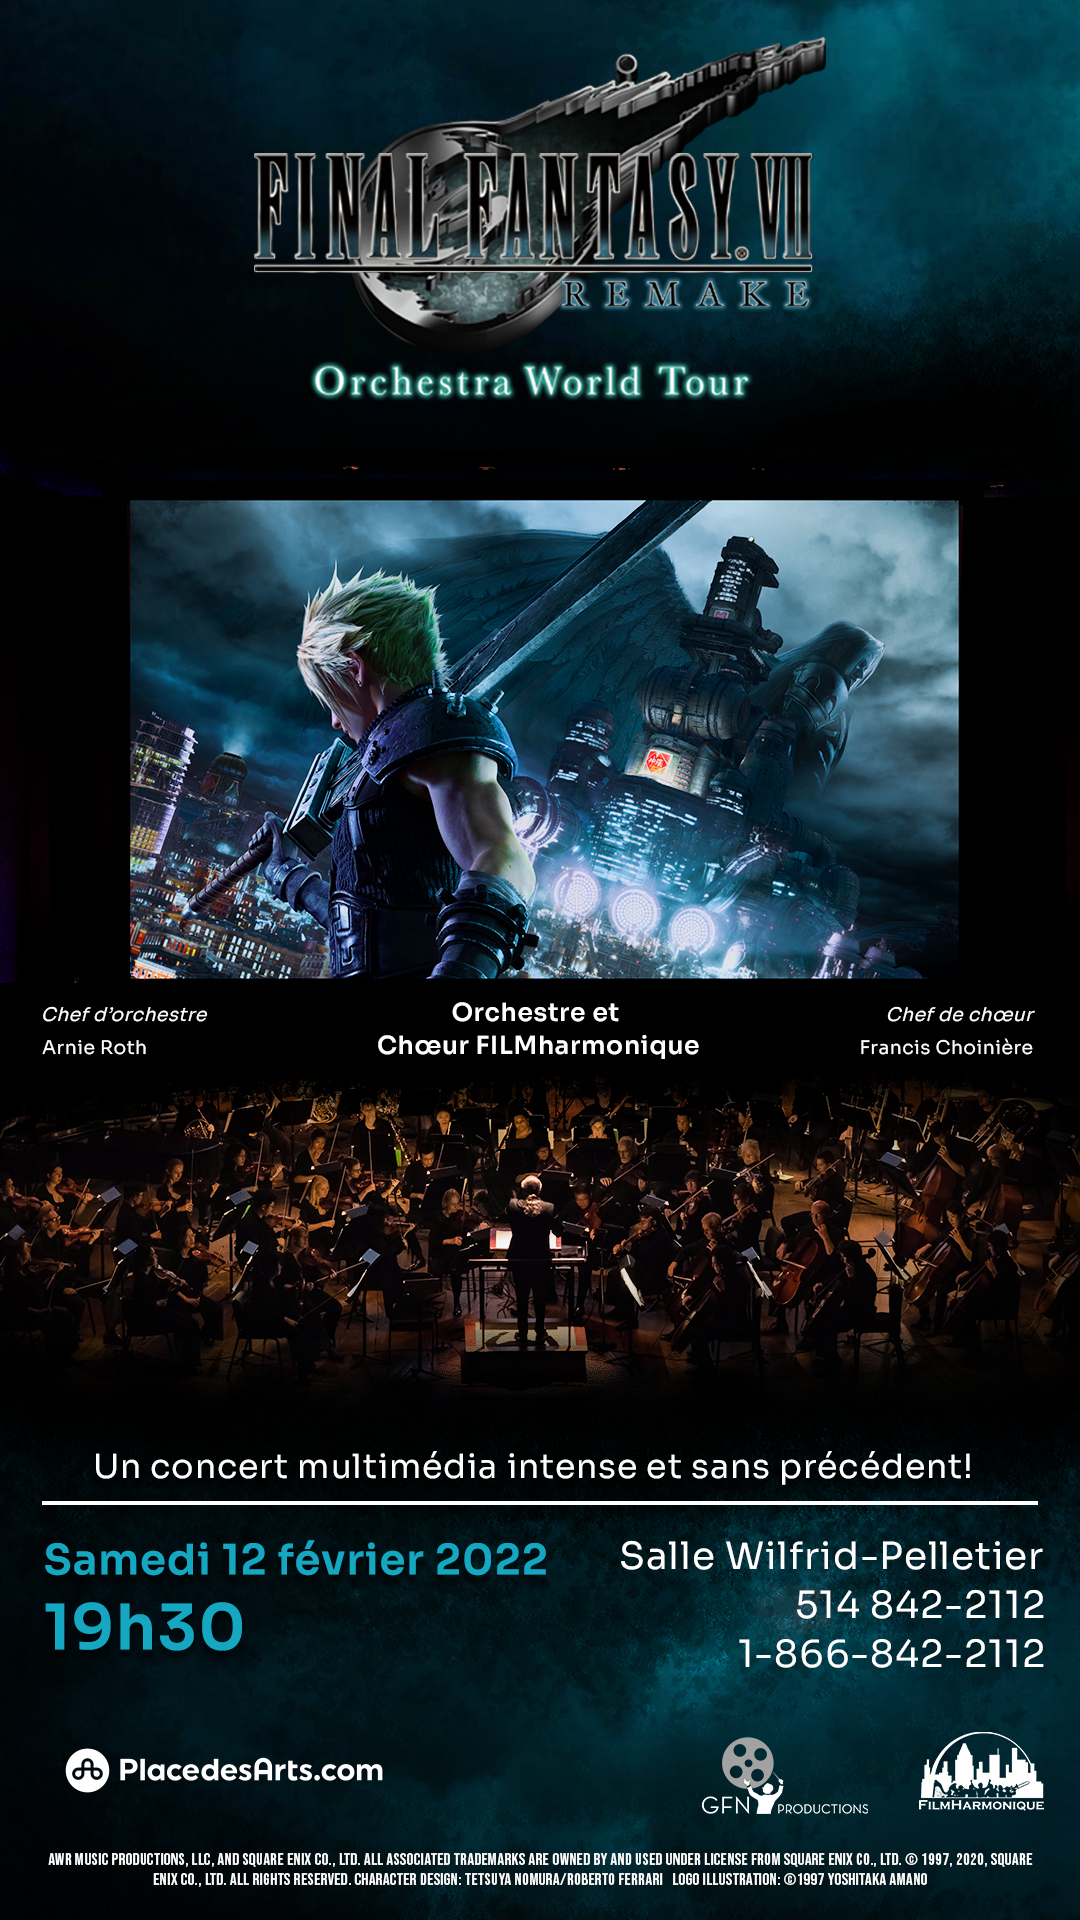 FINAL FANTASY. VII
REMAKE
Orchestra World Tour
Chef d'orchestre
Arnie Roth
Orchestre et
Chœur FILMharmonique
Chef de chœur
Francis Choinière
Un concert multimédia intense et sans précédent!
Samedi 12 février 2022
19h30
Salle Wilfrid-Pelletier
514 842-2112
1-866-842-2112
PlacedesArts.com
GFN PRODUCTIONS
FILMHARMONIQUE
AWR MUSIC PRODUCTIONS, LLC, AND SQUARE ENIX CO., LTD. ALL ASSOCIATED TRADEMARKS ARE OWNED BY AND USED UNDER LICENSE FROM SQUARE ENIX CO., LTD. © 1997, 2020, SQUARE
ENIX CO., LTD. ALL RIGHTS RESERVED. CHARACTER DESIGN: TETSUYA NOMURA/ROBERTO FERRARI LOGO ILLUSTRATION: ©1997 YOSHITAKA AMANO